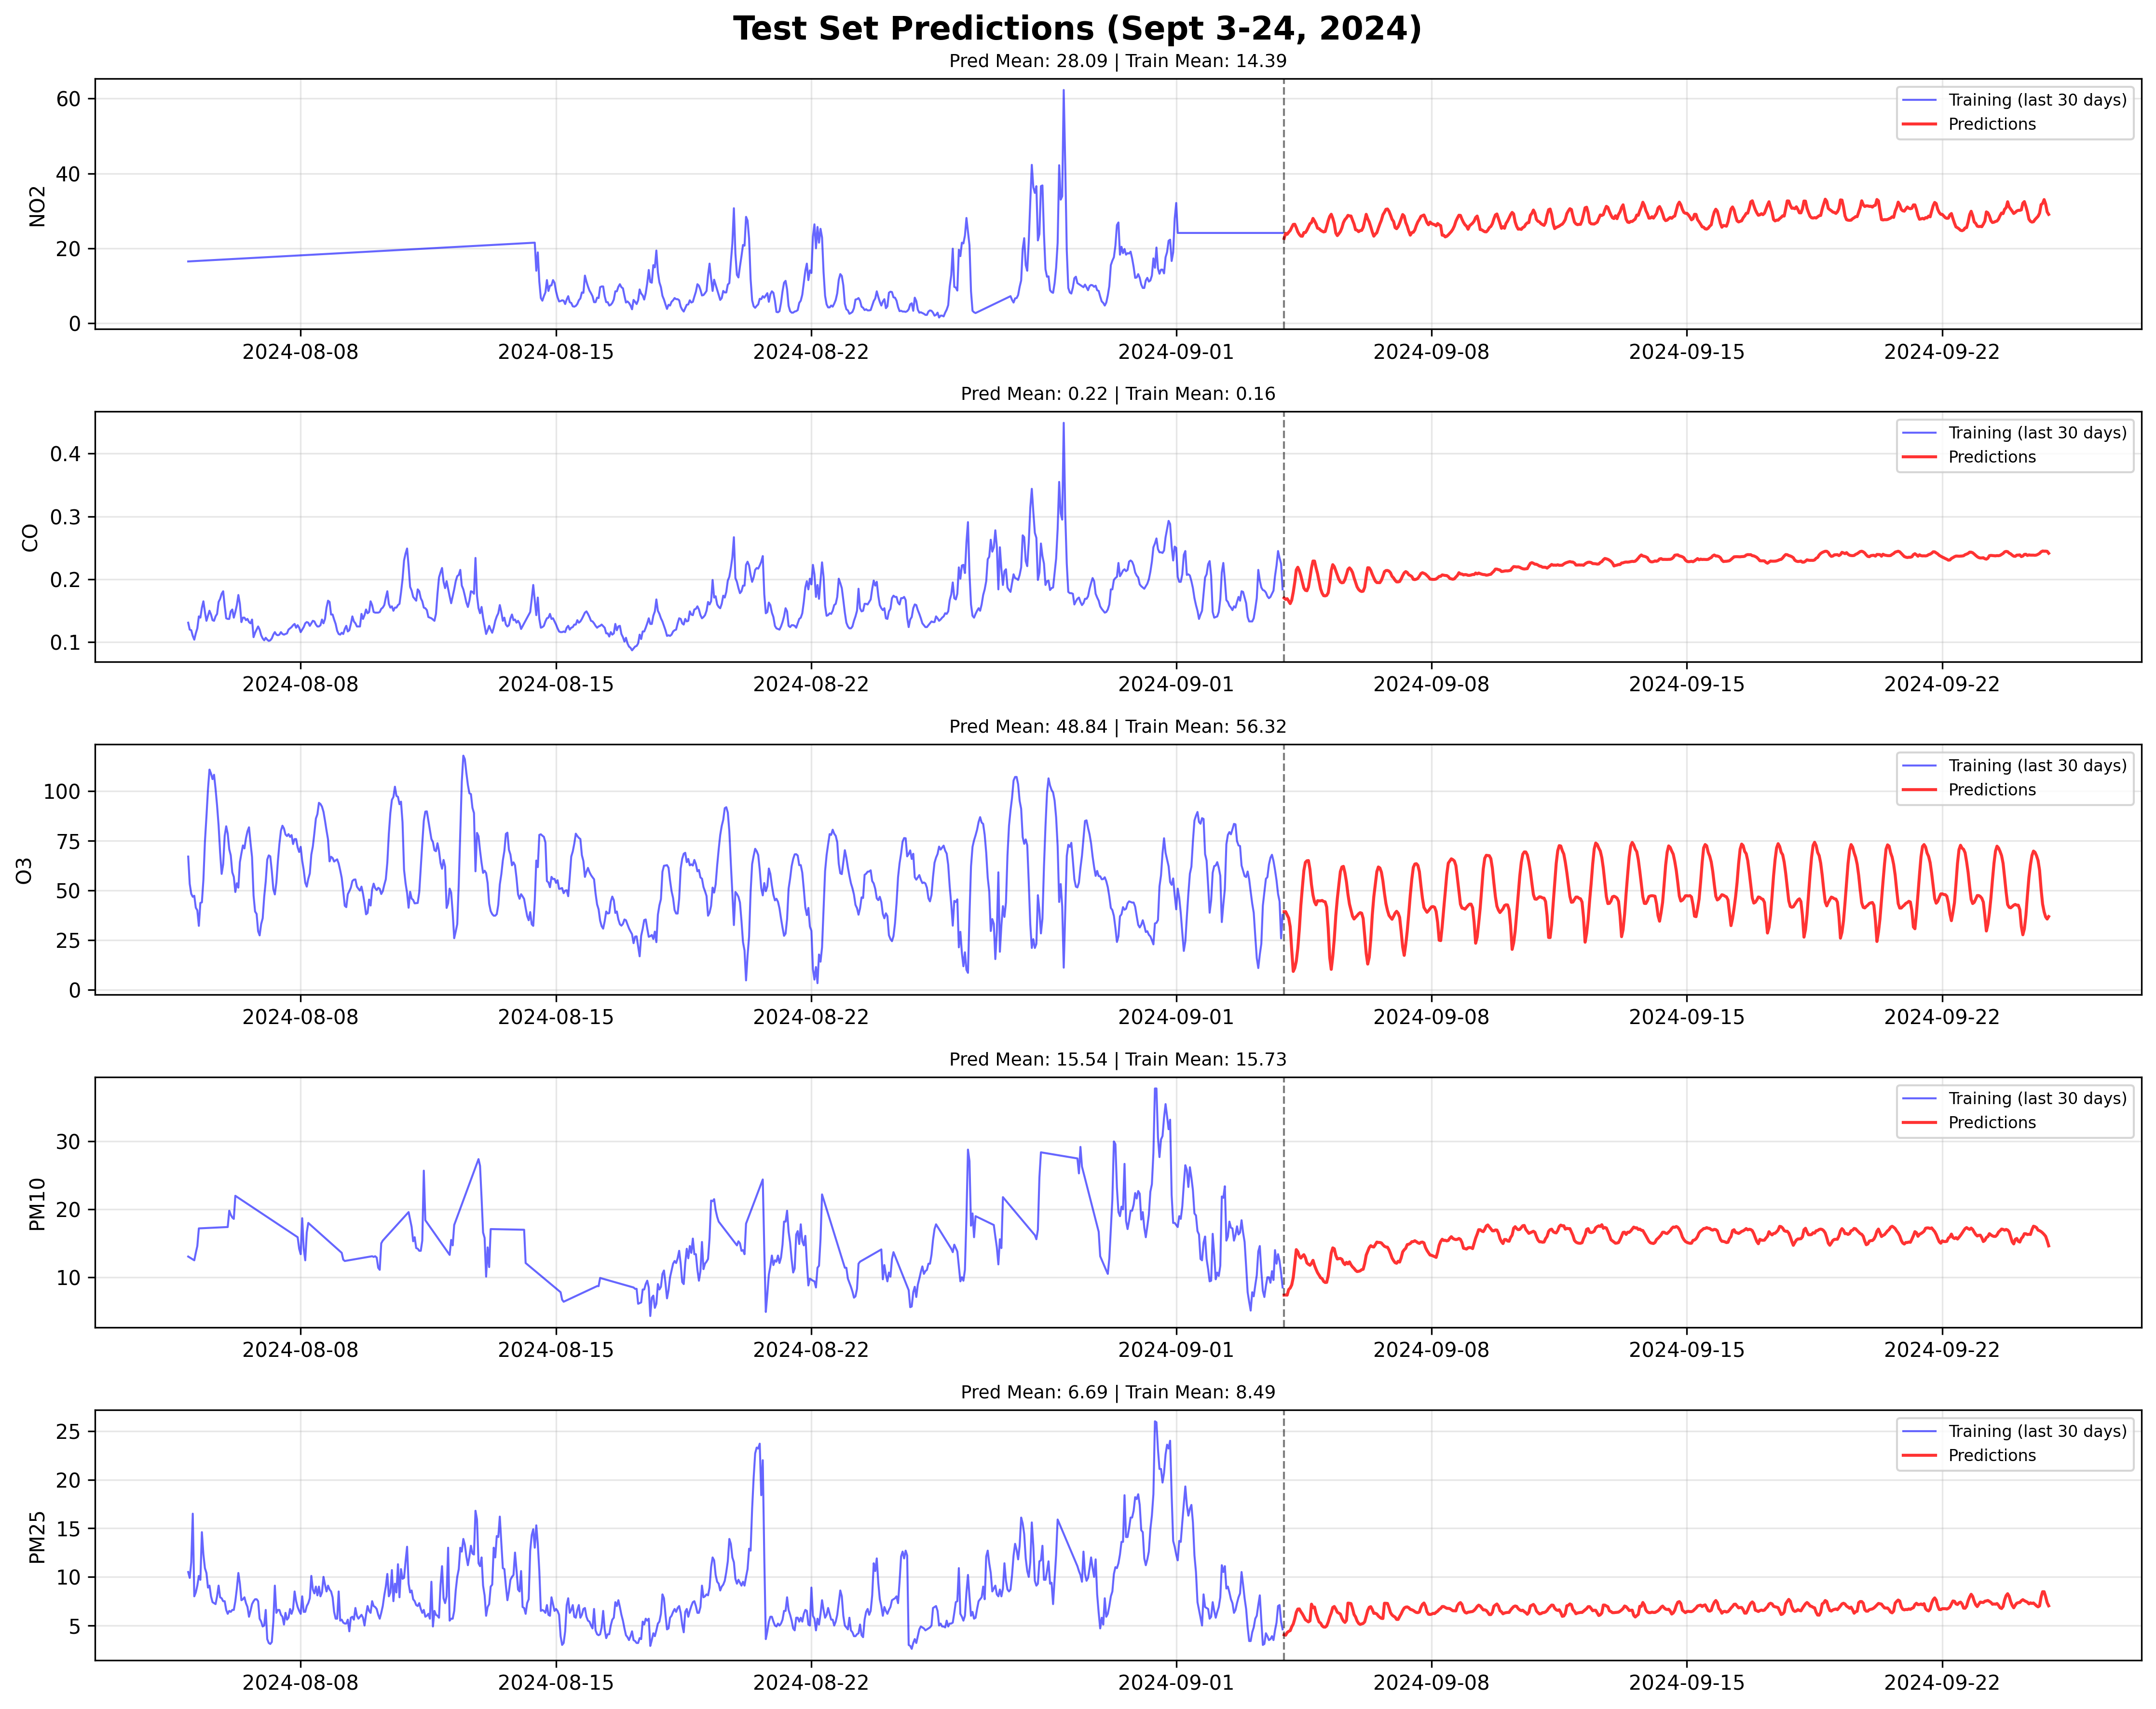 Test Set Predictions (Sept 3-24, 2024)
Pred Mean: 28.09 | Train Mean: 14.39
NO2
60
40
20
0
Training (last 30 days)
Predictions
2024-08-08 2024-08-15 2024-08-22 2024-09-01 2024-09-08 2024-09-15 2024-09-22
Pred Mean: 0.22 | Train Mean: 0.16
CO
0.4
0.3
0.2
0.1
Training (last 30 days)
Predictions
2024-08-08 2024-08-15 2024-08-22 2024-09-01 2024-09-08 2024-09-15 2024-09-22
Pred Mean: 48.84 | Train Mean: 56.32
O3
100
75
50
25
0
Training (last 30 days)
Predictions
2024-08-08 2024-08-15 2024-08-22 2024-09-01 2024-09-08 2024-09-15 2024-09-22
Pred Mean: 15.54 | Train Mean: 15.73
PM10
30
20
10
Training (last 30 days)
Predictions
2024-08-08 2024-08-15 2024-08-22 2024-09-01 2024-09-08 2024-09-15 2024-09-22
Pred Mean: 6.69 | Train Mean: 8.49
PM25
25
20
15
10
5
Training (last 30 days)
Predictions
2024-08-08 2024-08-15 2024-08-22 2024-09-01 2024-09-08 2024-09-15 2024-09-22